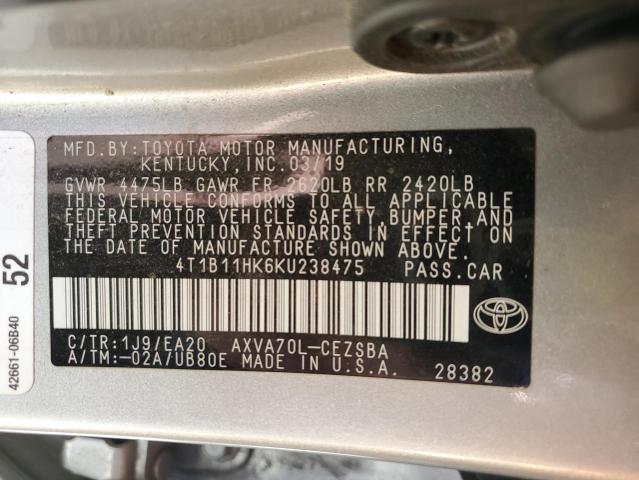 MFD.BY:TOYOTA MOTOR MANUFACTURING,
KENTUCKY, INC. 03/19
GVWR 4475LB GAWR FR 2620LB RR 2420LB
THIS VEHICLE CONFORMS TO ALL APPLICABLE
FEDERAL MOTOR VEHICLE SAFETY, BUMPER AND
THEFT PREVENTION STANDARDS IN EFFECT ON
THE DATE OF MANUFACTURE SHOWN ABOVE.
4T1B11HK6KU238475 PASS.CAR
C/TR:1J9/EA20 AXVA70L-CEZSBA
A/TM:-02A/UB80E MADE IN U.S.A. 28382
52
42661-06B40